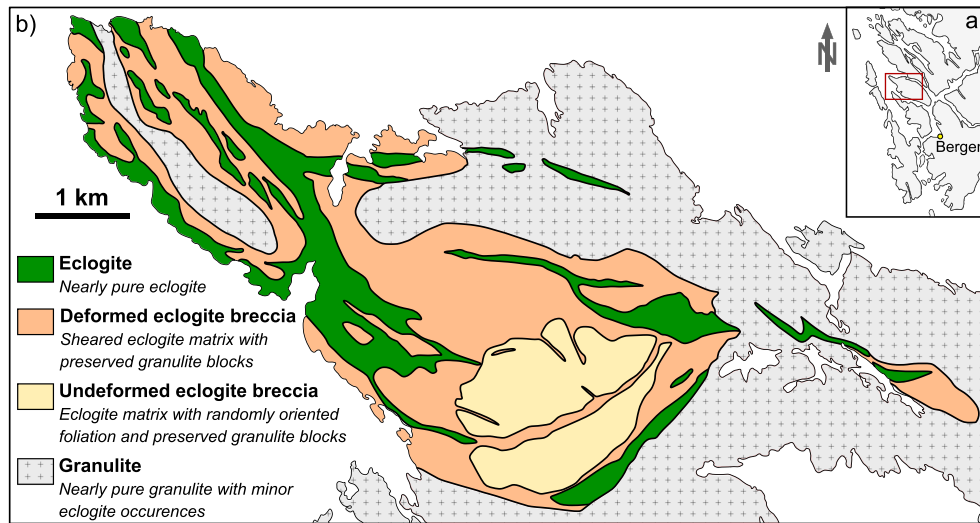 b)
a
N
Bergen
1 km
Eclogite
Nearly pure eclogite
Deformed eclogite breccia
Sheared eclogite matrix with
preserved granulite blocks
Undeformed eclogite breccia
Eclogite matrix with randomly oriented
foliation and preserved granulite blocks
Granulite
Nearly pure granulite with minor
eclogite occurences